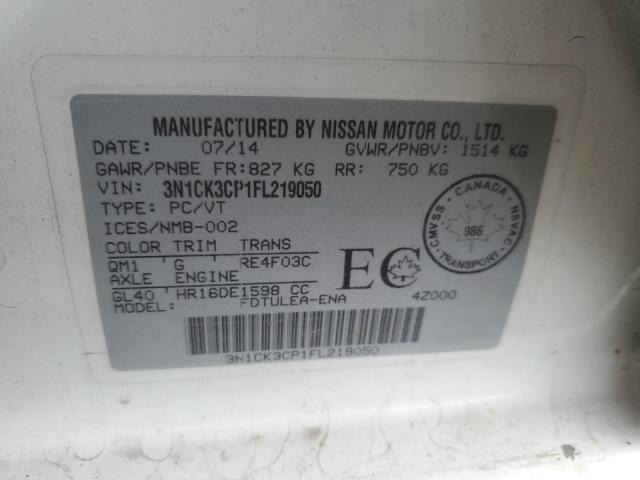 MANUFACTURED BY NISSAN MOTOR CO., LTD.
DATE: 07/14 GVWR/PNBV: 1514 KG
GAWR/PNBE FR:827 KG RR: 750 KG
VIN: 3N1CK3CP1FL219050
TYPE: PC/VT
ICES/NMB-002
COLOR TRIM TRANS
QM1 G RE4F03C
AXLE ENGINE
GL40 HR16DE1598 CC
MODEL: FDTULEA-ENA
EC
4Z000
CANADA
CMVSS NSVAC
986
TRANSPORT
3N1CK3CP1FL219050